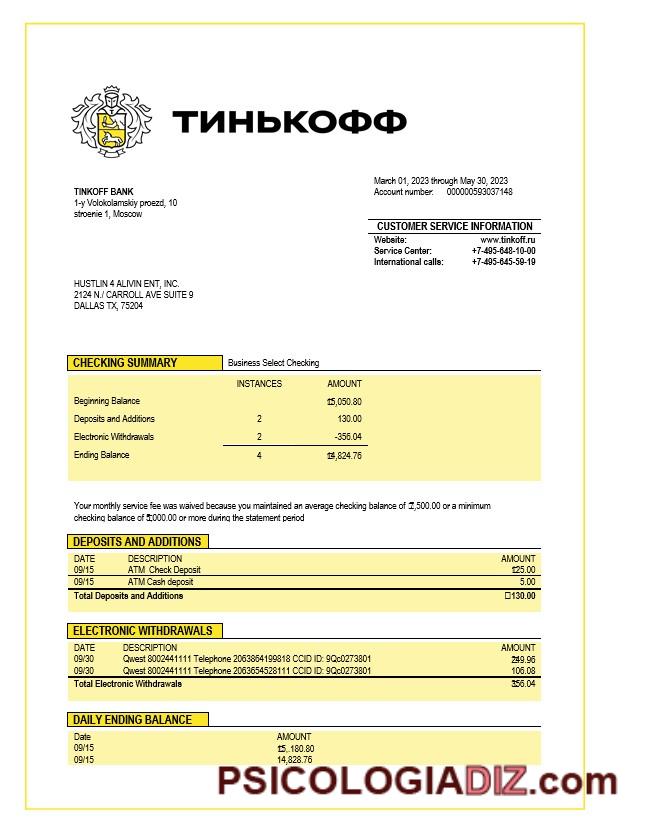 ТИНЬКОФФ
March 01, 2023 through May 30, 2023
Account number: 000000593037148
TINKOFF BANK
1-y Volokolamskiy proezd, 10
stroenie 1, Moscow
CUSTOMER SERVICE INFORMATION
Website: www.tinkoff.ru
Service Center: +7-495-648-10-00
International calls: +7-495-645-59-19
HUSTLIN 4 ALIVIN ENT, INC.
2124 N./ CARROLL AVE SUITE 9
DALLAS TX, 75204
CHECKING SUMMARY Business Select Checking
INSTANCES AMOUNT
Beginning Balance 15,050.80
Deposits and Additions 2 130.00
Electronic Withdrawals 2 -356.04
Ending Balance 4 14,824.76
Your monthly service fee was waived because you maintained an average checking balance of 7,500.00 or a minimum
checking balance of 5,000.00 or more during the statement period
DEPOSITS AND ADDITIONS
DATE DESCRIPTION AMOUNT
09/15 ATM Check Deposit 125.00
09/15 ATM Cash deposit 5.00
Total Deposits and Additions □130.00
ELECTRONIC WITHDRAWALS
DATE DESCRIPTION AMOUNT
09/30 Qwest 8002441111 Telephone 2063864199818 CCID ID: 9Qc0273801 249.96
09/30 Qwest 8002441111 Telephone 2063654528111 CCID ID: 9Qc0273801 106.08
Total Electronic Withdrawals 356.04
DAILY ENDING BALANCE
Date AMOUNT
09/15 15,.180.80
09/15 14,828.76
PSICOLOGIADIZ.com